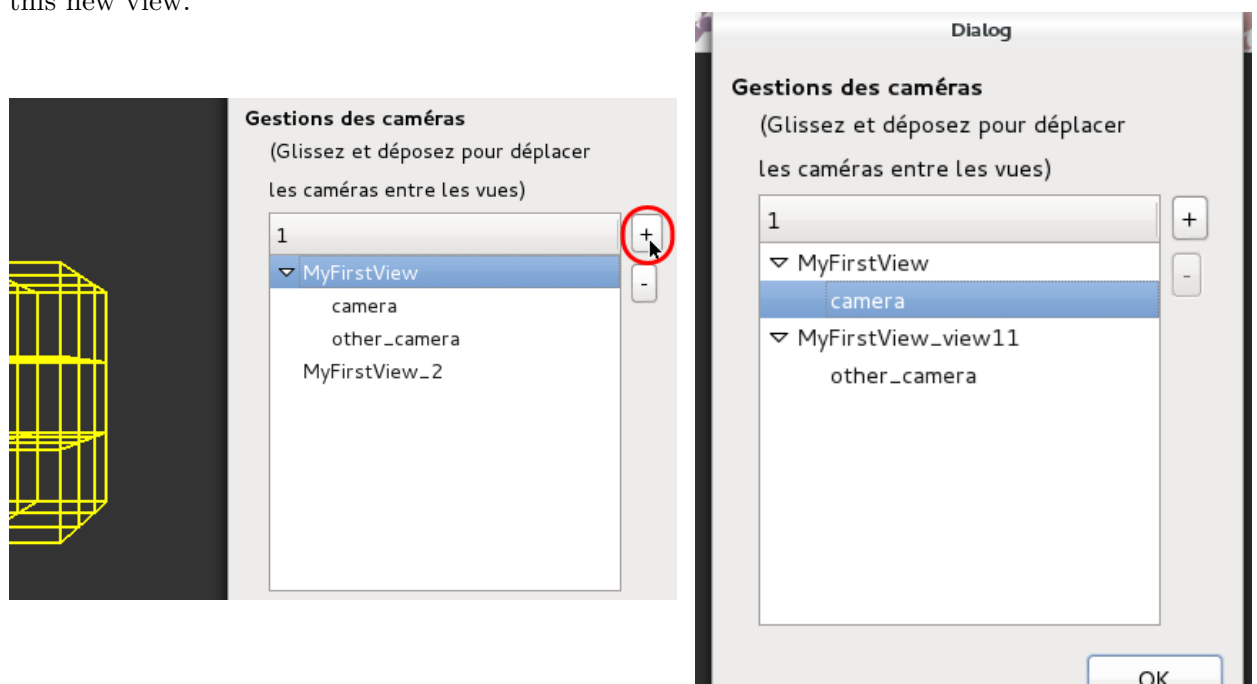 this new view.
Gestions des caméras
(Glissez et déposez pour déplacer
les caméras entre les vues)
1
+
MyFirstView
-
camera
other_camera
MyFirstView_2
Dialog
Gestions des caméras
(Glissez et déposez pour déplacer
les caméras entre les vues)
1
+
MyFirstView
-
camera
MyFirstView_view11
other_camera
OK